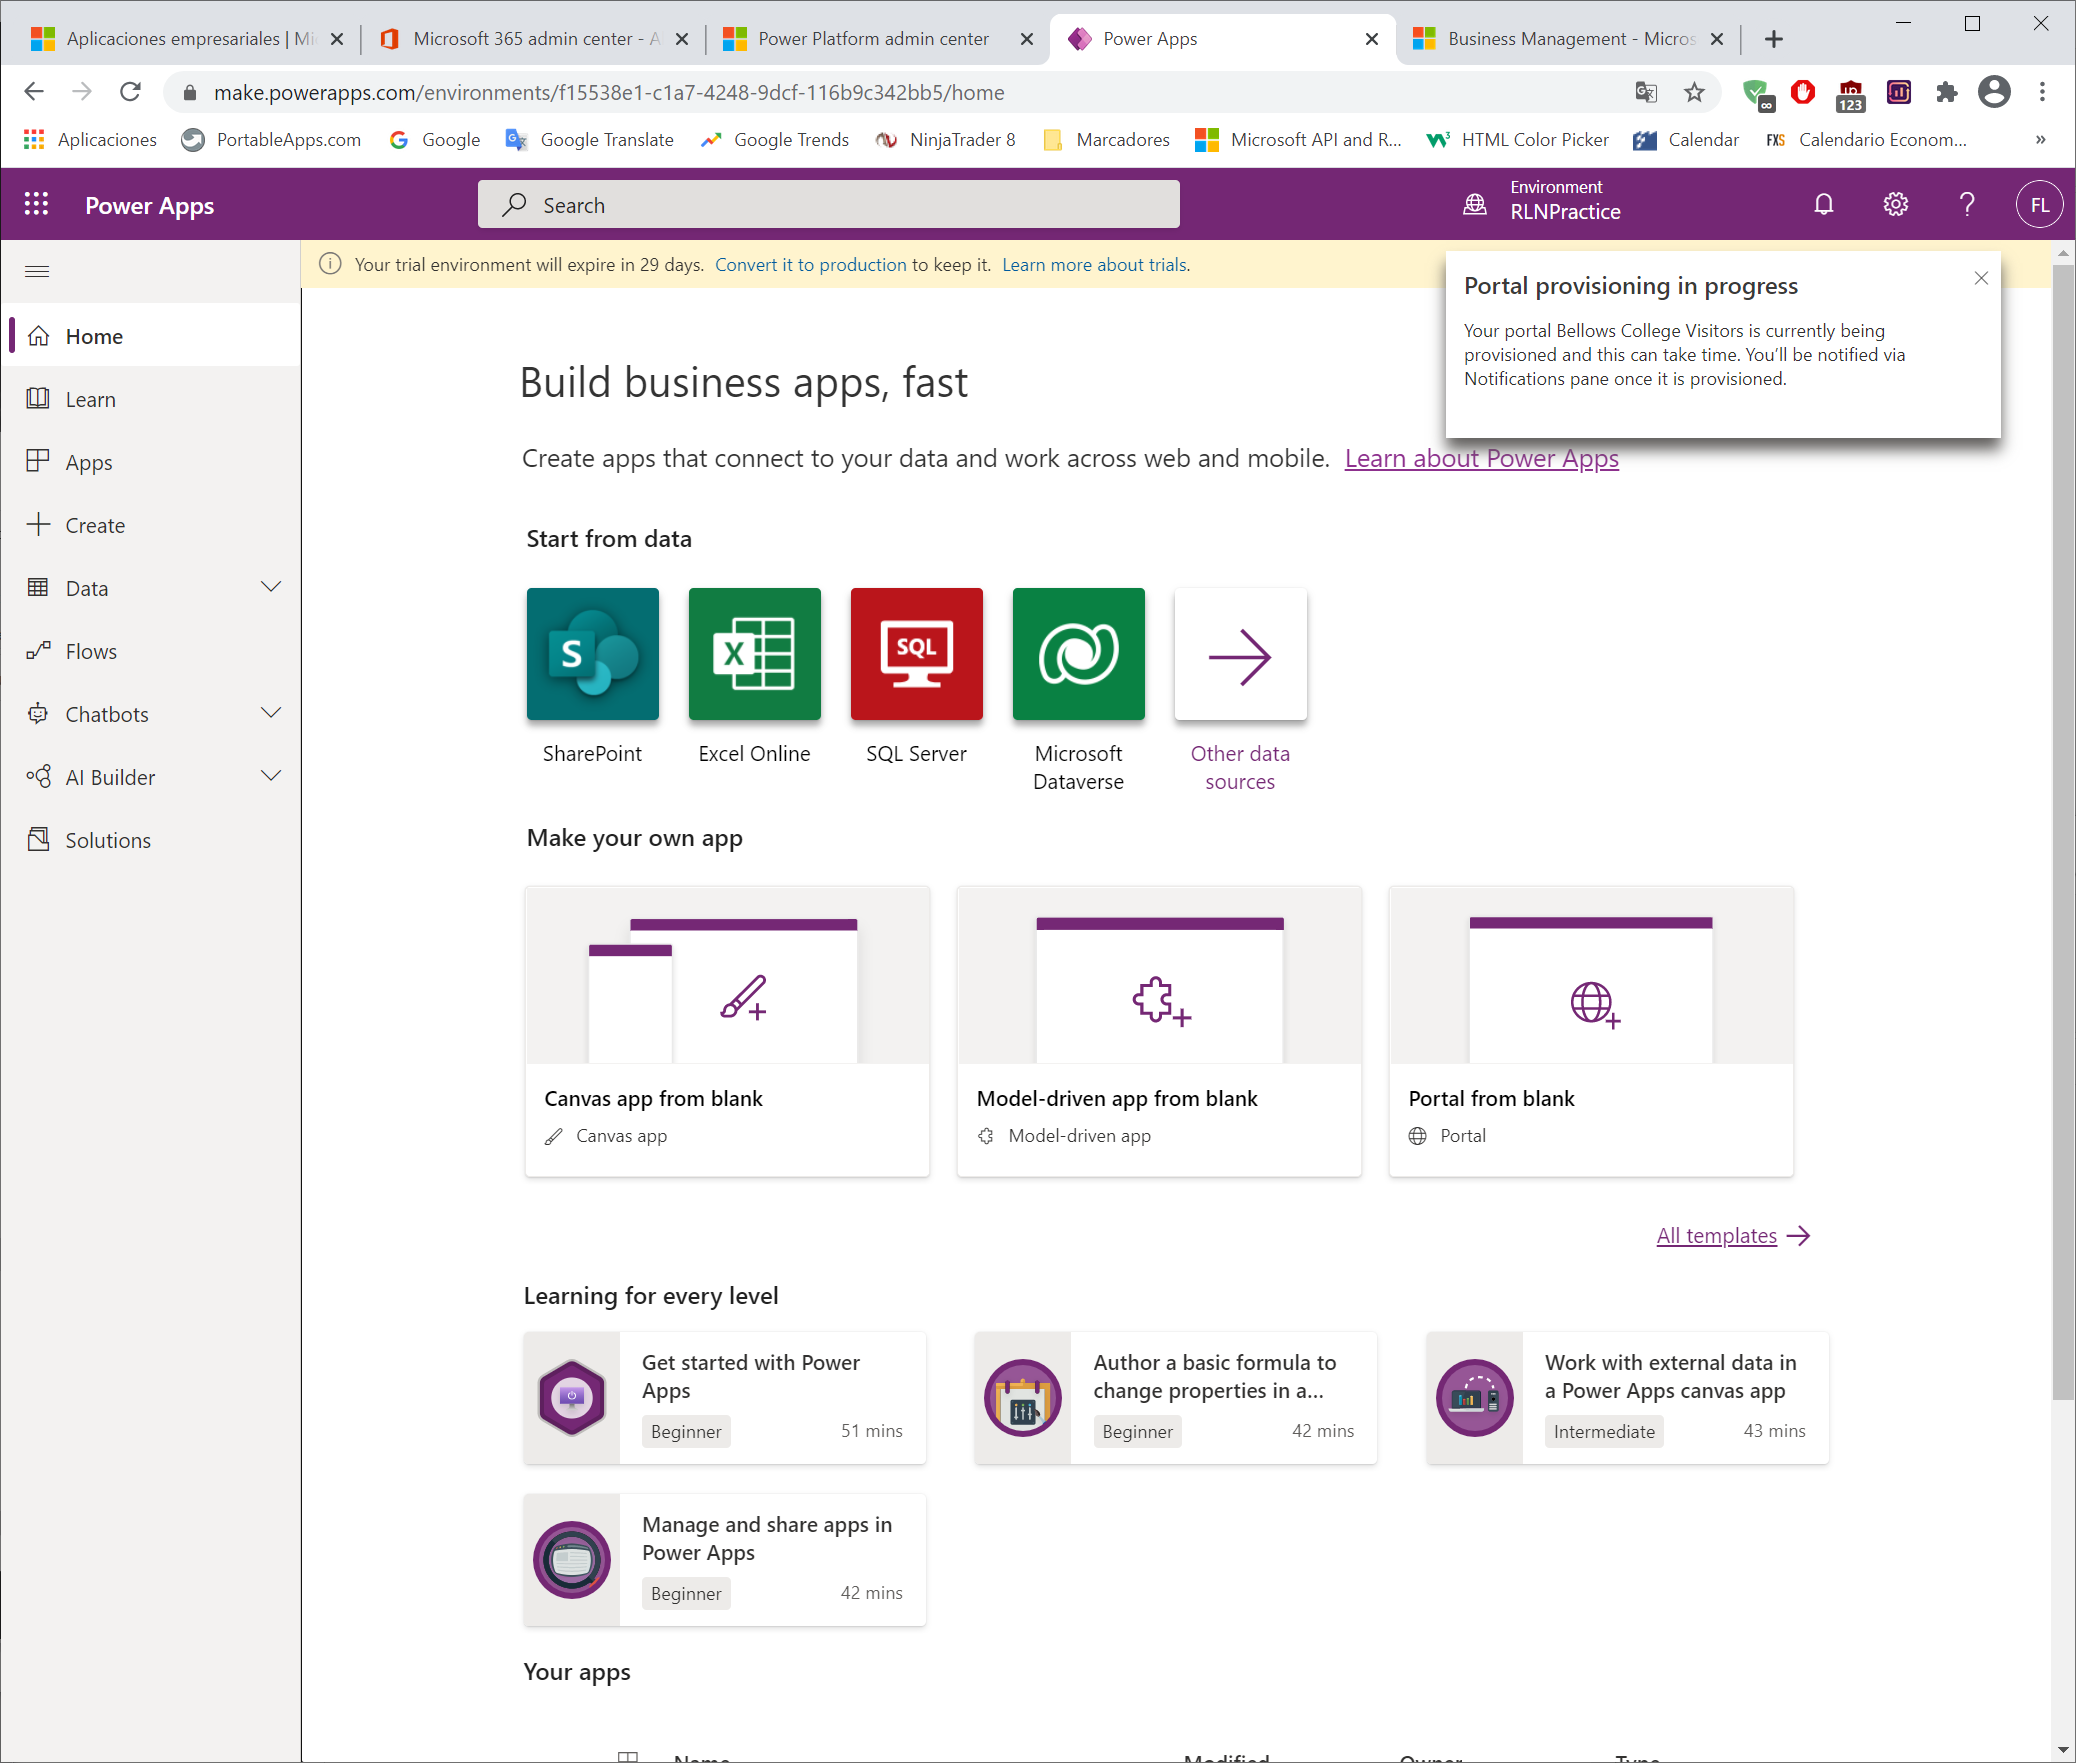 Aplicaciones empresariales | Mi
Microsoft 365 admin center - A
Power Platform admin center
Power Apps
Business Management - Micros
make.powerapps.com/environments/f15538e1-c1a7-4248-9dcf-116b9c342bb5/home
123
Aplicaciones
PortableApps.com
Google
Google Translate
Google Trends
NinjaTrader 8
Marcadores
Microsoft API and R...
HTML Color Picker
Calendar
FXS
Calendario Econom...
»
Power Apps
Search
Environment
RLNPractice
?
FL
Your trial environment will expire in 29 days. Convert it to production to keep it. Learn more about trials.
Portal provisioning in progress
Your portal Bellows College Visitors is currently being
provisioned and this can take time. You'll be notified via
Notifications pane once it is provisioned.
Home
Learn
Apps
Create
Data
Flows
Chatbots
AI Builder
Solutions
Build business apps, fast
Create apps that connect to your data and work across web and mobile. Learn about Power Apps
Start from data
S
X
SQL
SharePoint
Excel Online
SQL Server
Microsoft
Dataverse
Other data
sources
Make your own app
Canvas app from blank
Canvas app
Model-driven app from blank
Model-driven app
Portal from blank
Portal
All templates
Learning for every level
Get started with Power
Apps
Beginner
51 mins
Author a basic formula to
change properties in a...
Beginner
42 mins
Work with external data in
a Power Apps canvas app
Intermediate
43 mins
Manage and share apps in
Power Apps
Beginner
42 mins
Your apps
Name
Modified
Owner
Type